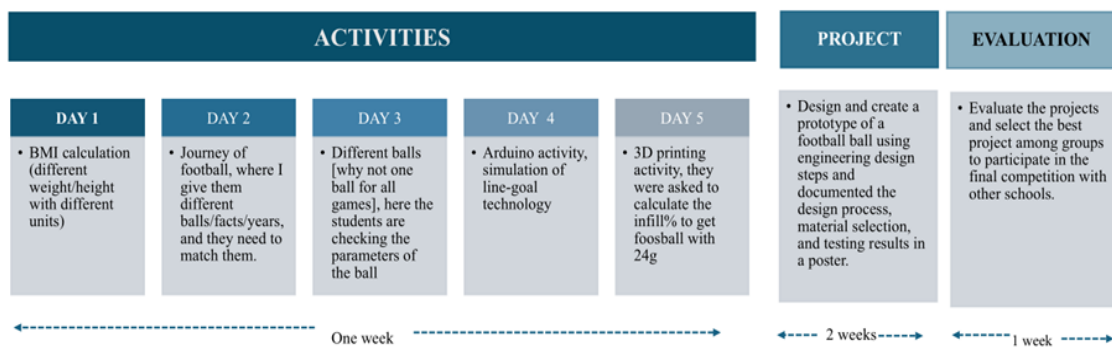 ACTIVITIES
PROJECT
EVALUATION
DAY 1
• BMI calculation
(different
weight/height
with different
units)
DAY 2
• Journey of
football, where I
give them
different
balls/facts/years,
and they need to
match them.
DAY 3
• Different balls
[why not one
ball for all
games], here the
students are
checking the
parameters of
the ball
DAY 4
• Arduino activity,
simulation of
line-goal
technology
DAY 5
• 3D printing
activity, they
were asked to
calculate the
infill% to get
foosball with
24g
• Design and create a
prototype of a
football ball using
engineering design
steps and
documented the
design process,
material selection,
and testing results in
a poster.
• Evaluate the projects
and select the best
project among groups
to participate in the
final competition with
other schools.
One week
2 weeks
1 week